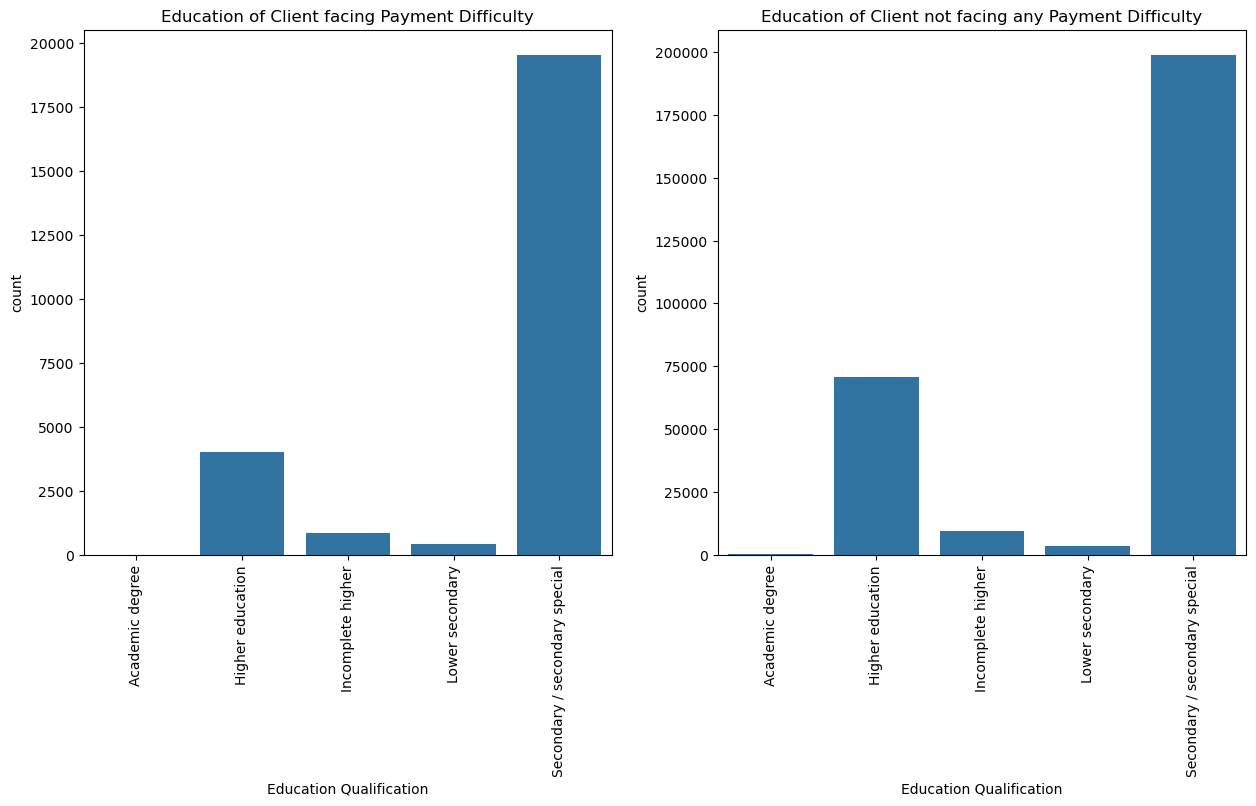 Education of Client facing Payment Difficulty
20000
17500
15000
12500
10000
7500
5000
2500
0
count
Academic degree
Higher education
Incomplete higher
Lower secondary
Secondary / secondary special
Education Qualification
Education of Client not facing any Payment Difficulty
200000
175000
150000
125000
100000
75000
50000
25000
0
count
Academic degree
Higher education
Incomplete higher
Lower secondary
Secondary / secondary special
Education Qualification